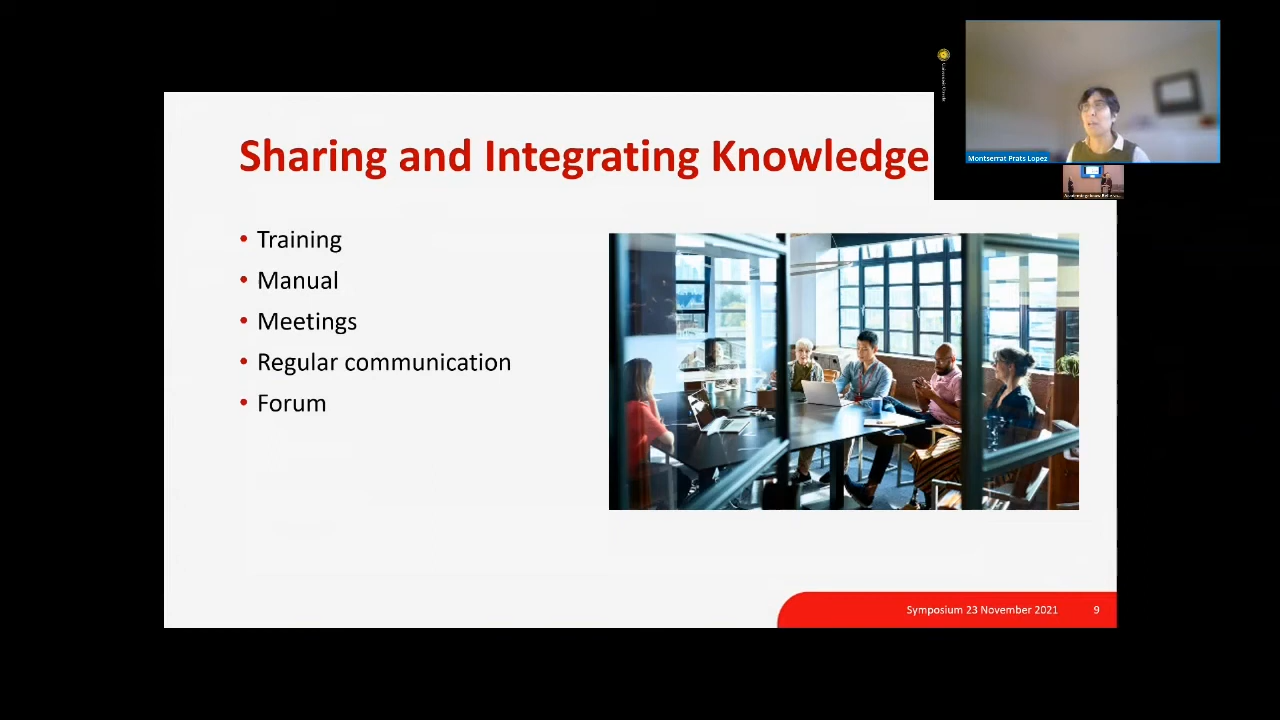 Sharing and Integrating Knowledge
• Training
• Manual
• Meetings
• Regular communication
• Forum
Symposium 23 November 2021 9
Montserrat Prats Lopez